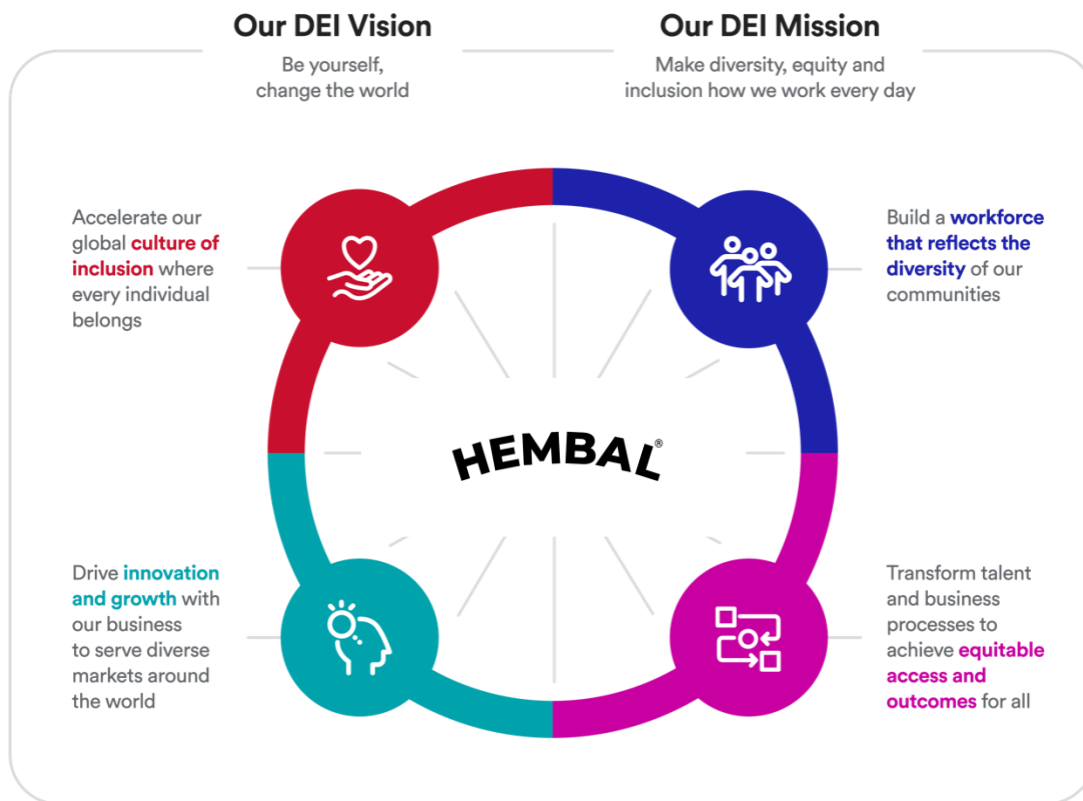 Our DEI Vision
Be yourself,
change the world
Our DEI Mission
Make diversity, equity and
inclusion how we work every day
Accelerate our
global culture of
inclusion where
every individual
belongs
Build a workforce
that reflects the
diversity of our
communities
HEMBAL®
Drive innovation
and growth with
our business
to serve diverse
markets around
the world
Transform talent
and business
processes to
achieve equitable
access and
outcomes for all